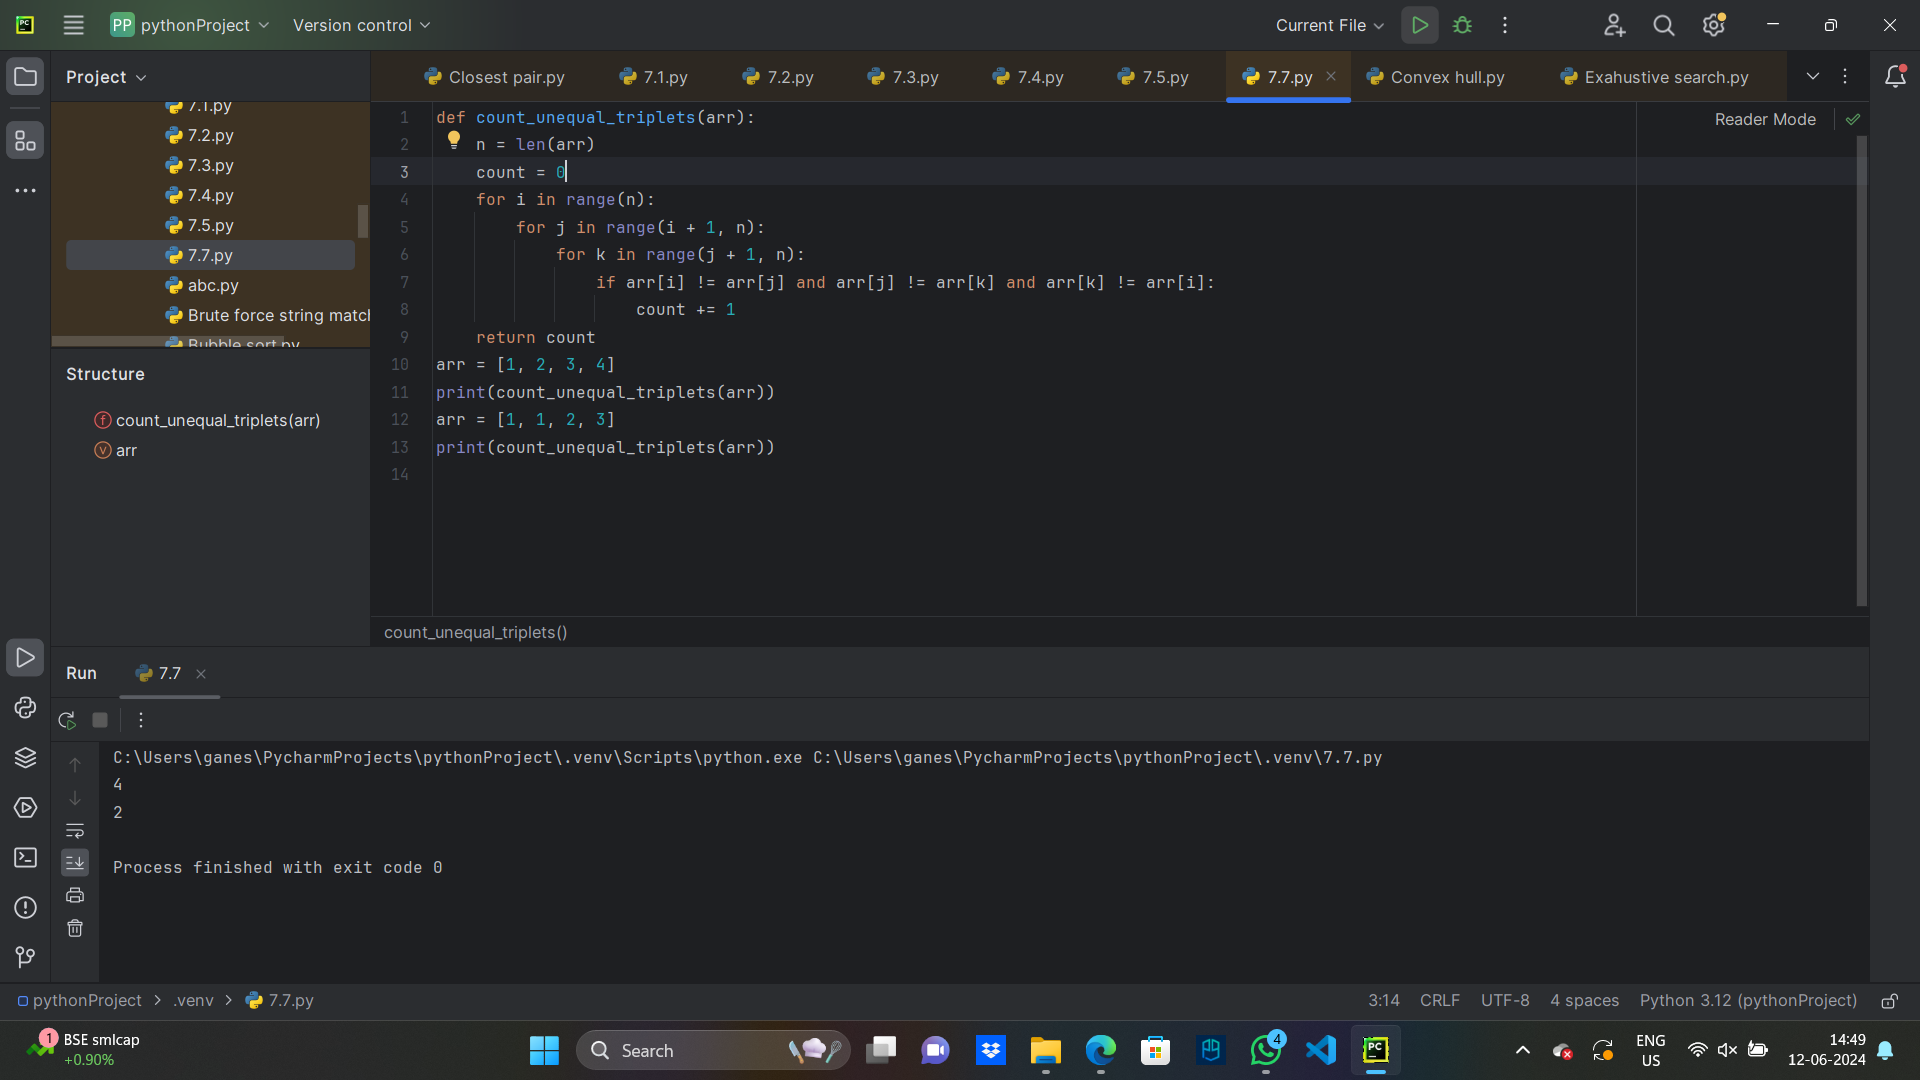 PC
PP pythonProject Version control Current File
Project
7.1.py
7.2.py
7.3.py
7.4.py
7.5.py
7.7.py
abc.py
Brute force string matc
Bubble sort.py
Structure
f count_unequal_triplets(arr)
v arr
Closest pair.py 7.1.py 7.2.py 7.3.py 7.4.py 7.5.py 7.7.py Convex hull.py Exahustive search.py
Reader Mode
1 def count_unequal_triplets(arr):
2     n = len(arr)
3     count = 0
4     for i in range(n):
5         for j in range(i + 1, n):
6             for k in range(j + 1, n):
7                 if arr[i] != arr[j] and arr[j] != arr[k] and arr[k] != arr[i]:
8                     count += 1
9     return count
10 arr = [1, 2, 3, 4]
11 print(count_unequal_triplets(arr))
12 arr = [1, 1, 2, 3]
13 print(count_unequal_triplets(arr))
14
count_unequal_triplets()
Run 7.7
C:\Users\ganes\PycharmProjects\pythonProject\.venv\Scripts\python.exe C:\Users\ganes\PycharmProjects\pythonProject\.venv\7.7.py
4
2
Process finished with exit code 0
pythonProject > .venv > 7.7.py 3:14 CRLF UTF-8 4 spaces Python 3.12 (pythonProject)
1 BSE smlcap
+0.90%
Search
4
PC
ENG
US
14:49
12-06-2024